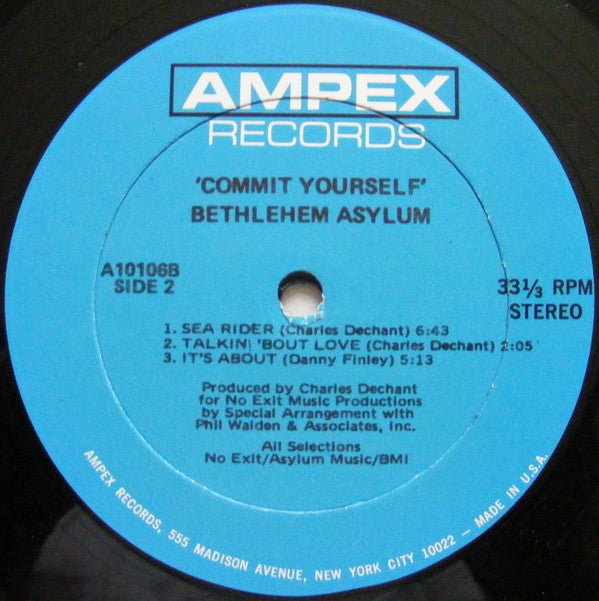 AMPEX
RECORDS
'COMMIT YOURSELF'
BETHLEHEM ASYLUM
A10106B
SIDE 2
33 1/3 RPM
STEREO
1. SEA RIDER (Charles Dechant) 6:43
2. TALKIN' 'BOUT LOVE (Charles Dechant) 2:05
3. IT'S ABOUT (Danny Finley) 5:13
Produced by Charles Dechant
for No Exit Music Productions
by Special Arrangement with
Phil Walden & Associates, Inc.
All Selections
No Exit/Asylum Music/BMI
AMPEX RECORDS, 555 MADISON AVENUE, NEW YORK CITY 10022 – MADE IN U.S.A.